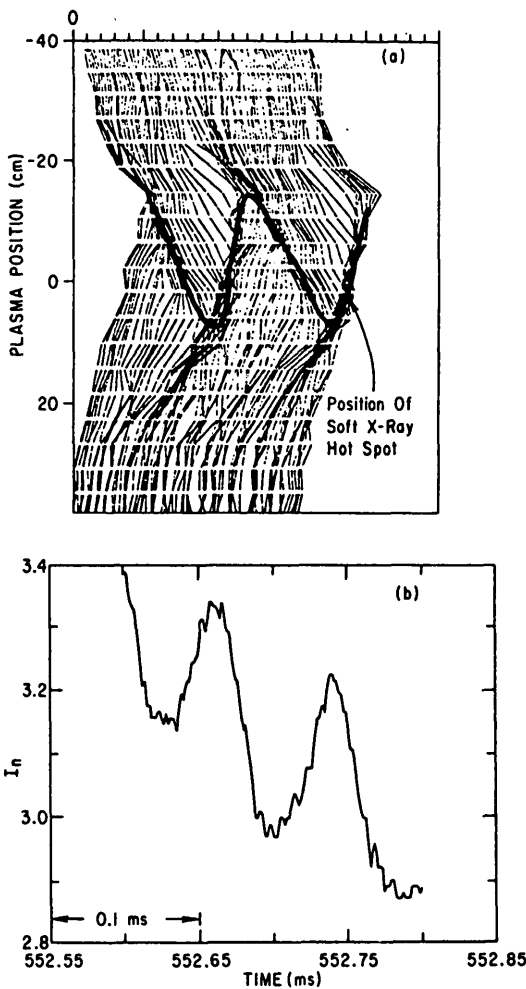 0
(a)
-40
-20
0
20
PLASMA POSITION (cm)
Position Of
Soft X-Ray
Hot Spot
(b)
3.4
3.2
3.0
2.8
In
0.1 ms
552.55
552.65
552.75
552.85
TIME (ms)